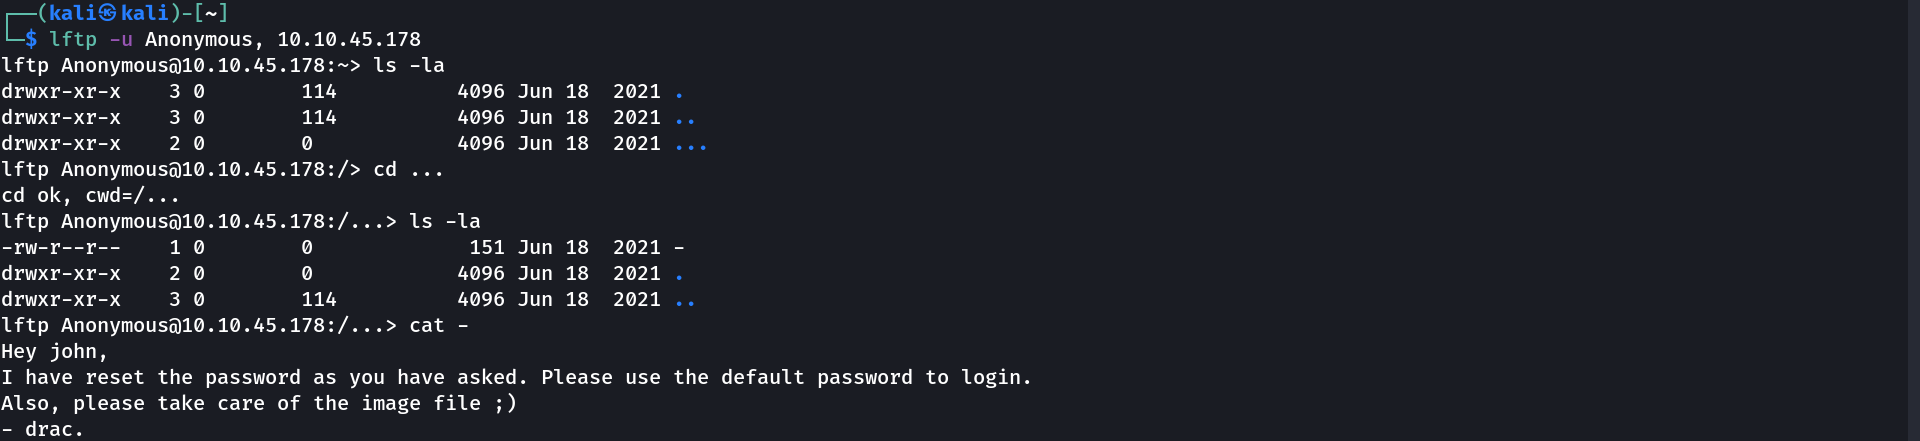 ┌──(kali㉿kali)-[~]
└─$ lftp -u Anonymous, 10.10.45.178
lftp Anonymous@10.10.45.178:~> ls -la
drwxr-xr-x    3 0        114          4096 Jun 18  2021 .
drwxr-xr-x    3 0        114          4096 Jun 18  2021 ..
drwxr-xr-x    2 0        0            4096 Jun 18  2021 ...
lftp Anonymous@10.10.45.178:/> cd ...
cd ok, cwd=/...
lftp Anonymous@10.10.45.178:/...> ls -la
-rw-r--r--    1 0        0             151 Jun 18  2021 -
drwxr-xr-x    2 0        0            4096 Jun 18  2021 .
drwxr-xr-x    3 0        114          4096 Jun 18  2021 ..
lftp Anonymous@10.10.45.178:/...> cat -
Hey john,
I have reset the password as you have asked. Please use the default password to login.
Also, please take care of the image file ;)
- drac.